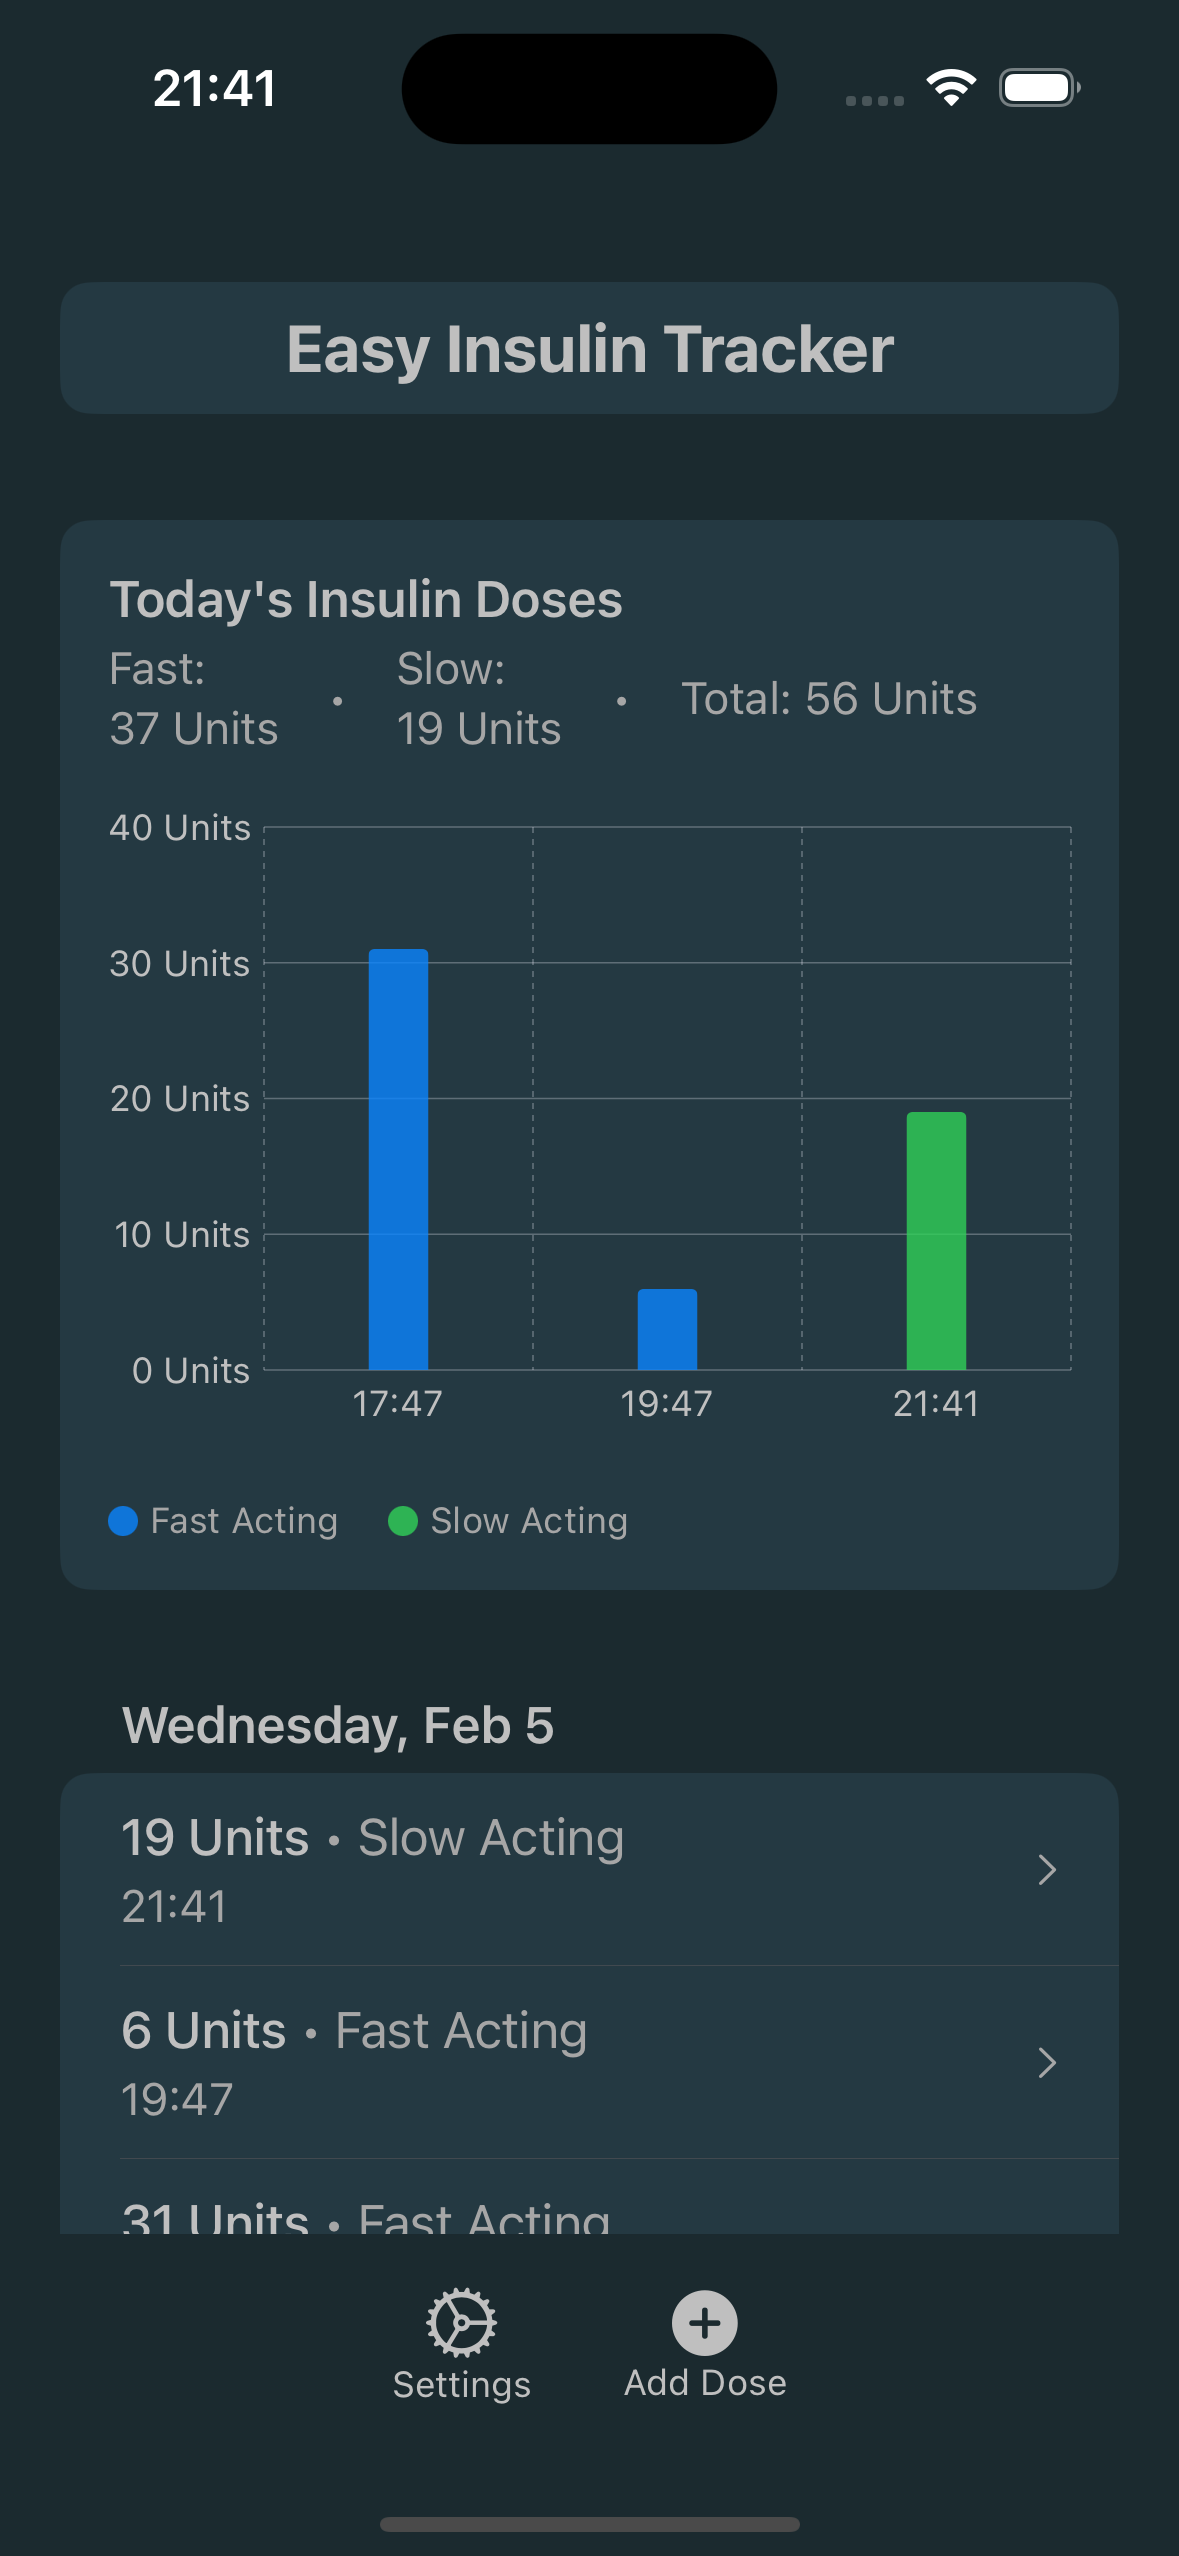 21:41
Easy Insulin Tracker
Today's Insulin Doses
Fast:
37 Units
•
Slow:
19 Units
•
Total: 56 Units
40 Units
30 Units
20 Units
10 Units
0 Units
17:47 19:47 21:41
Fast Acting Slow Acting
Wednesday, Feb 5
19 Units • Slow Acting
21:41
6 Units • Fast Acting
19:47
31 Units • Fast Acting
Settings Add Dose